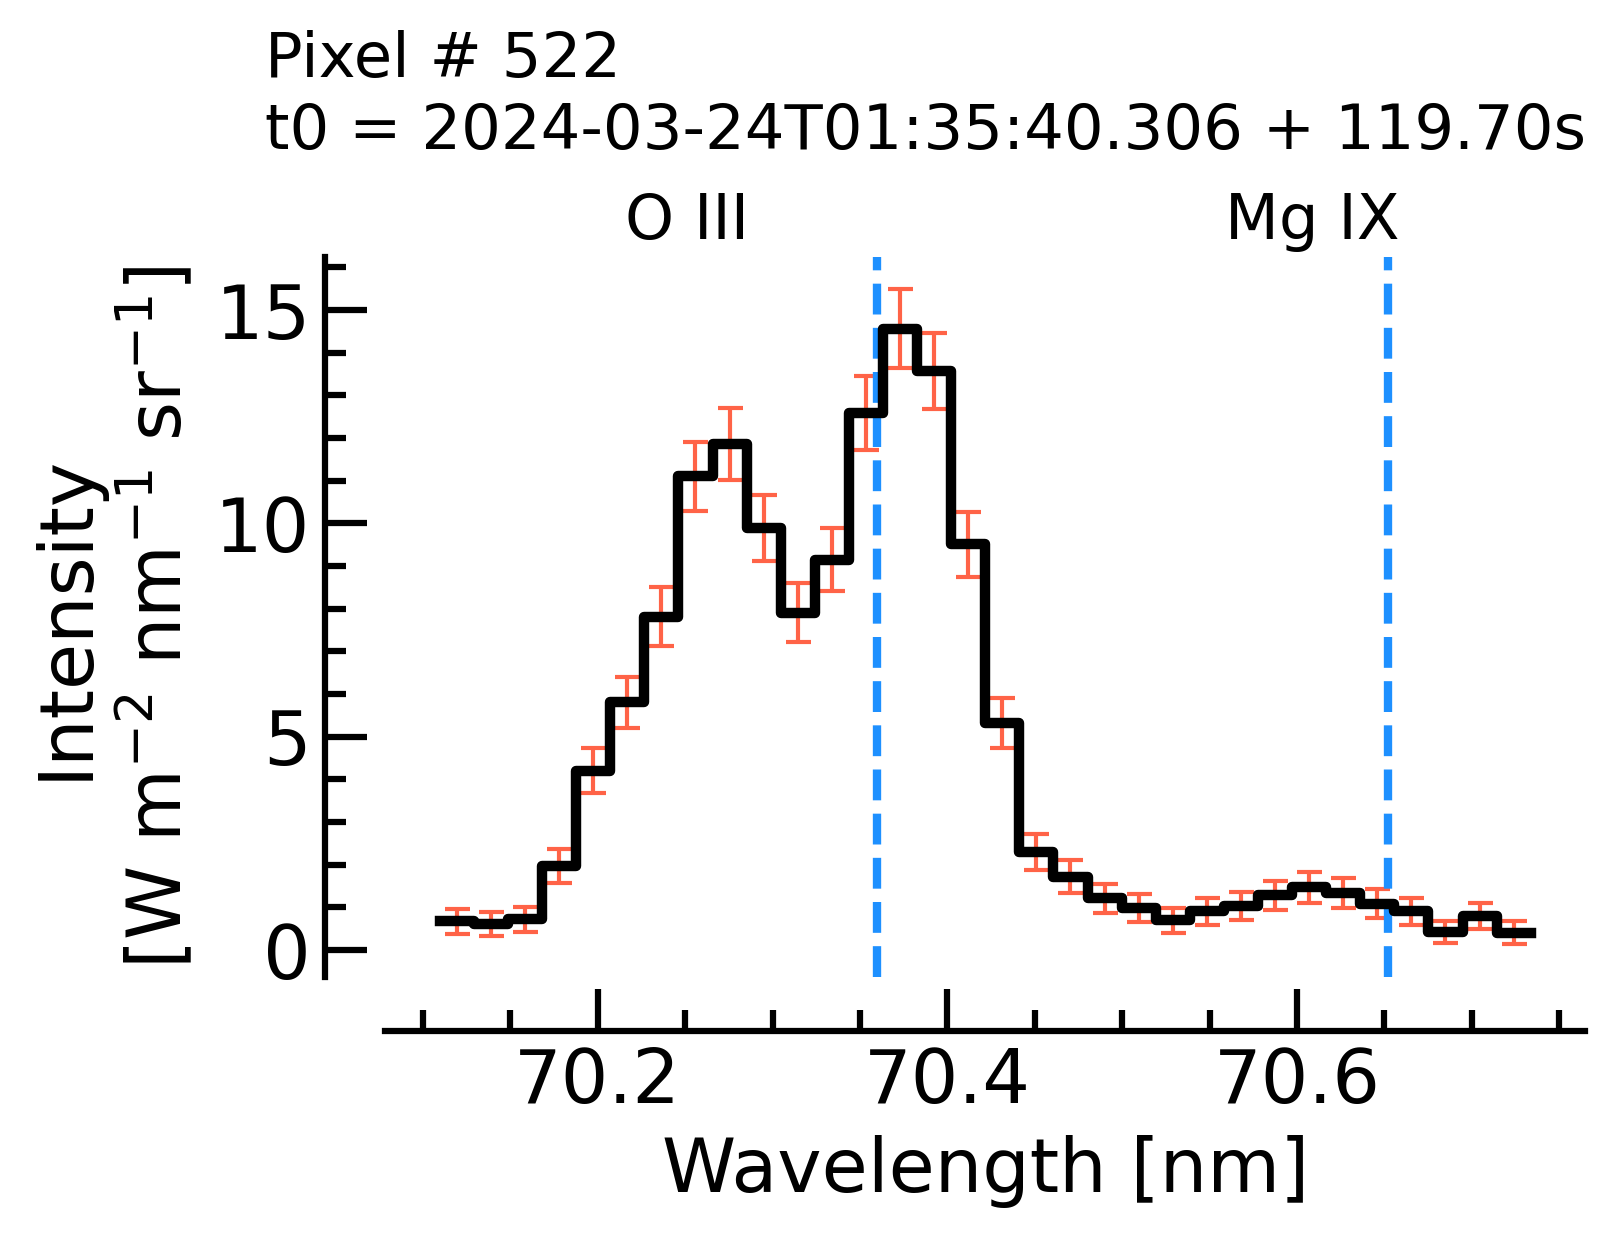 Pixel # 522
t0 = 2024-03-24T01:35:40.306 + 119.70s
O III Mg IX
Intensity
[W m⁻² nm⁻¹ sr⁻¹]
15
10
5
0
70.2 70.4 70.6
Wavelength [nm]